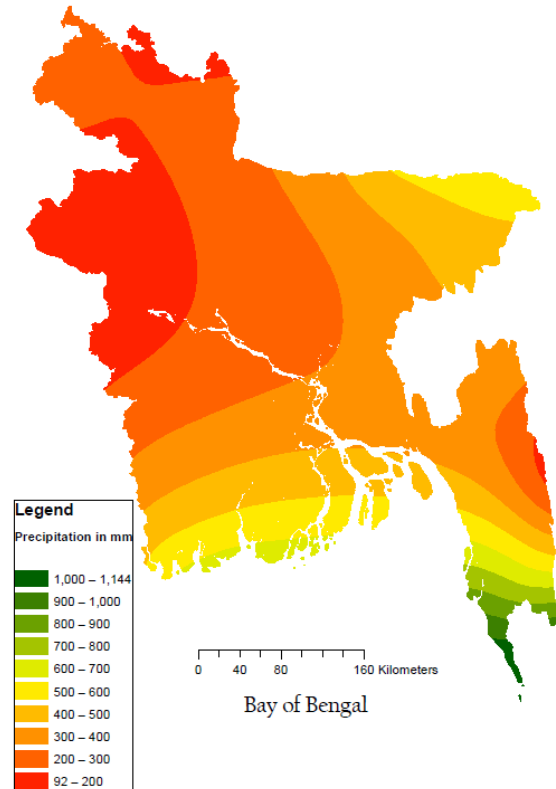 Legend
Precipitation in mm
1,000 – 1,144
900 – 1,000
800 – 900
700 – 800
600 – 700
500 – 600
400 – 500
300 – 400
200 – 300
92 – 200
0 40 80 160 Kilometers
Bay of Bengal